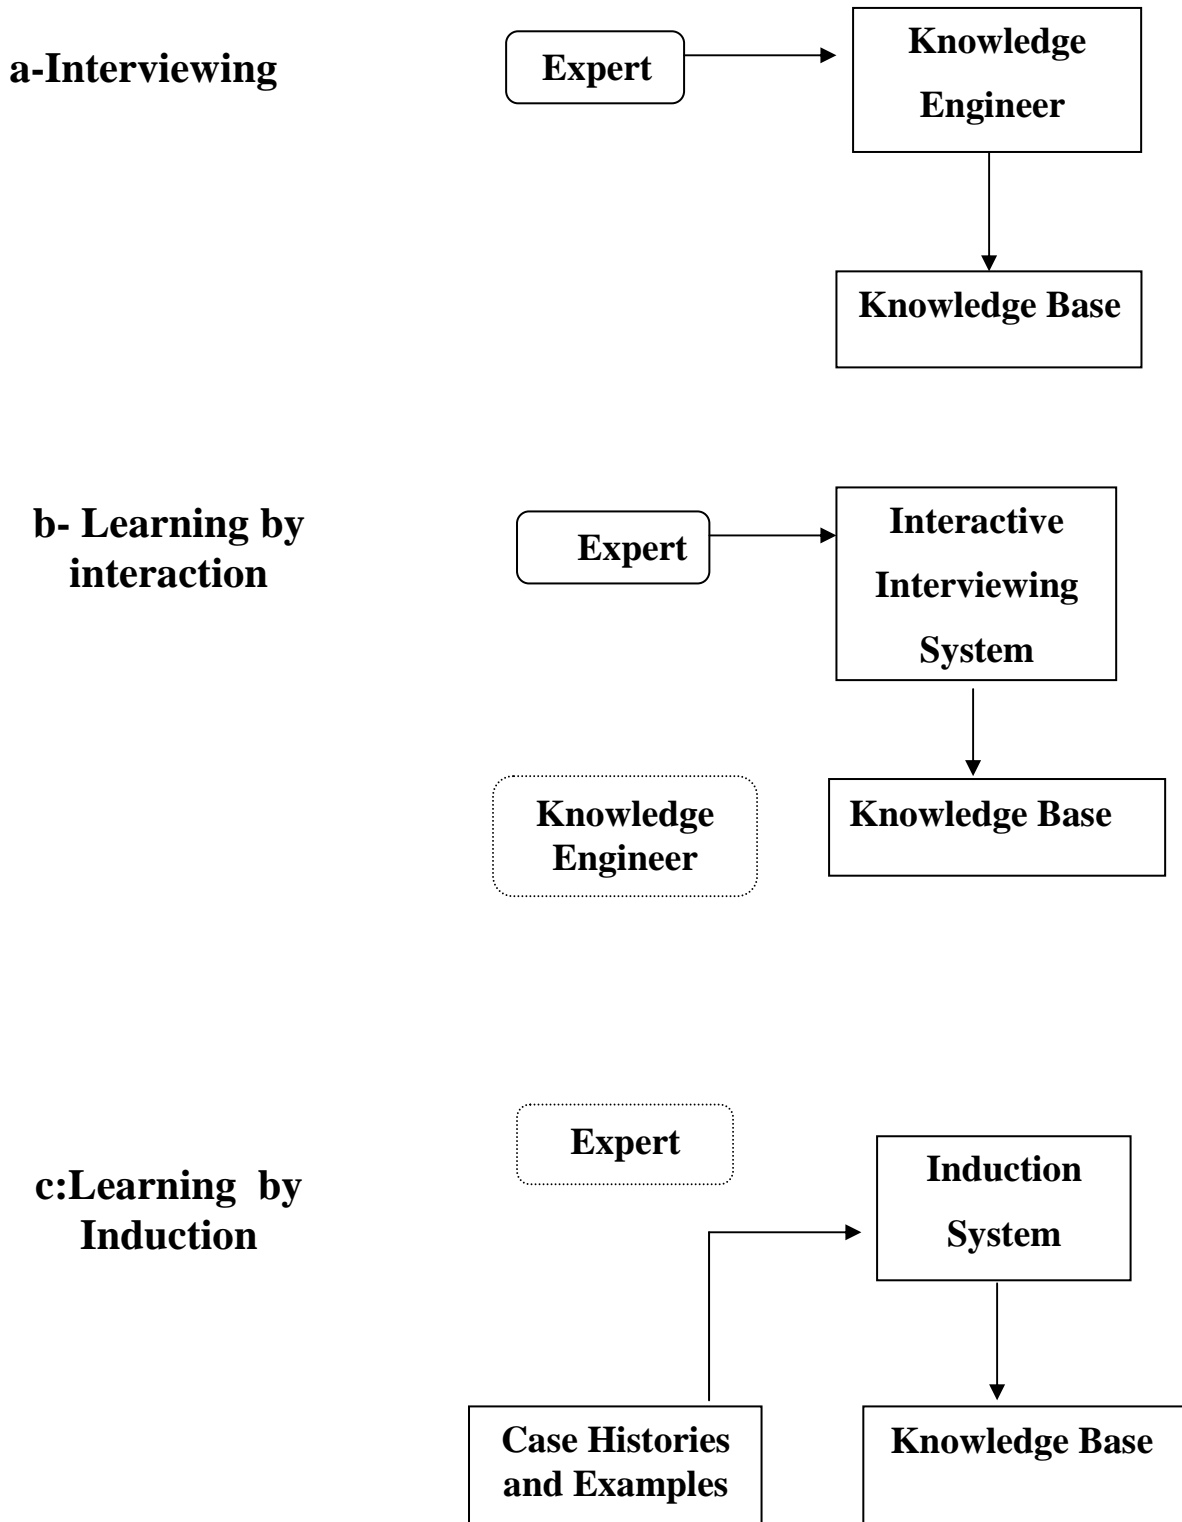 a-Interviewing
Expert
Knowledge
Engineer
Knowledge Base
b- Learning by
interaction
Expert
Interactive
Interviewing
System
Knowledge
Engineer
Knowledge Base
c:Learning  by
Induction
Expert
Induction
System
Case Histories
and Examples
Knowledge Base